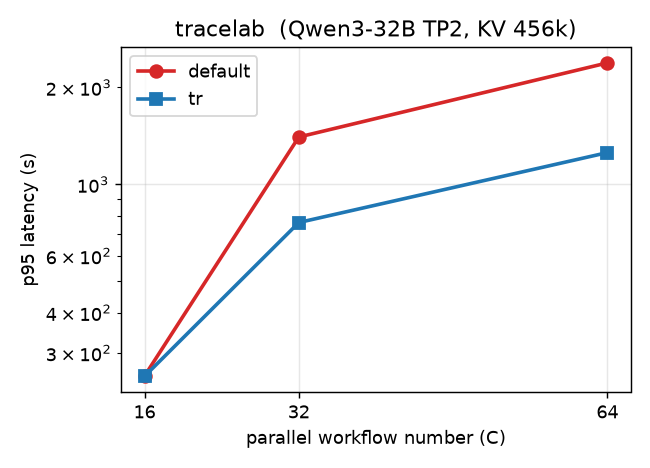 tracelab  (Qwen3-32B TP2, KV 456k)
default
tr
p95 latency (s)
2 × 10³
10³
6 × 10²
4 × 10²
3 × 10²
16 32 64
parallel workflow number (C)